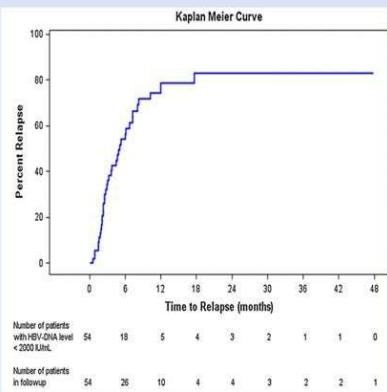 Kaplan Meier Curve
Percent Relapse
100
80
60
40
20
0
0 6 12 18 24 30 36 42 48
Time to Relapse (months)
Number of patients
with HBV-DNA level 54 18 5 4 3 2 1 1 0
< 2000 IU/mL
Number of patients
in followup 54 26 10 4 4 3 2 2 1